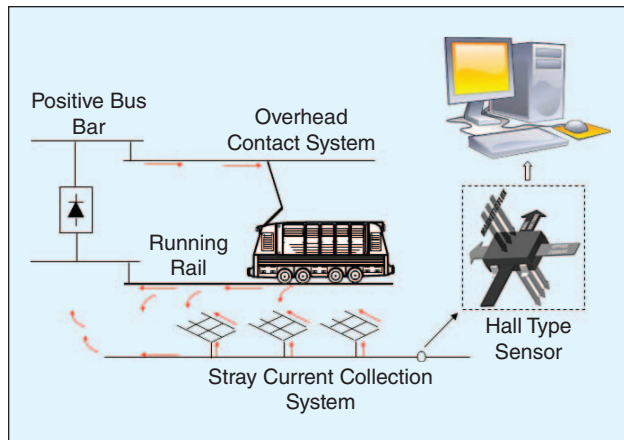 Positive Bus
Bar
Overhead
Contact System
Running
Rail
Hall Type
Sensor
Stray Current Collection
System